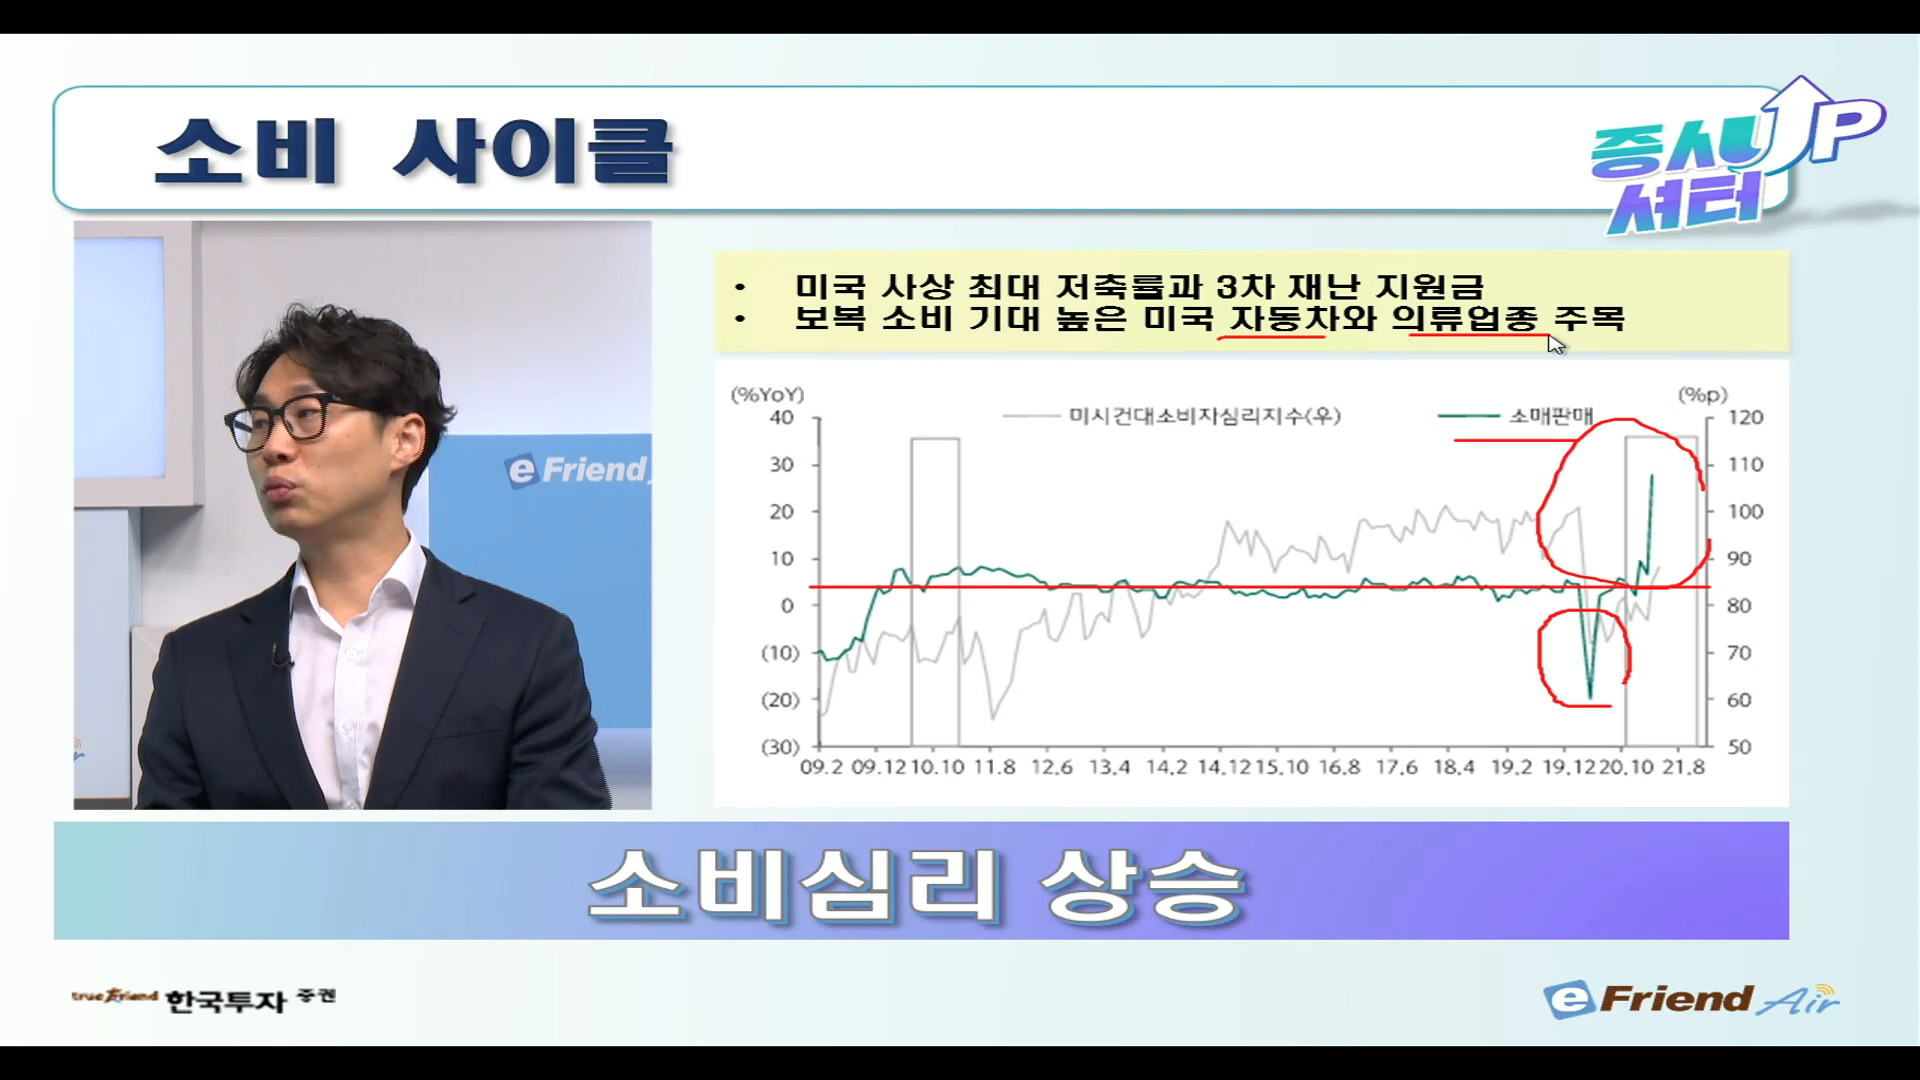 소비 사이클
증시 UP
셔터
• 미국 사상 최대 저축률과 3차 재난 지원금
• 보복 소비 기대 높은 미국 자동차와 의류업종 주목
e Friend
(%YoY)
(%p)
미시건대소비자심리지수(우)
소매판매
40
30
20
10
0
(10)
(20)
(30)
120
110
100
90
80
70
60
50
09.2 09.12 10.10 11.8 12.6 13.4 14.2 14.12 15.10 16.8 17.6 18.4 19.2 19.12 20.10 21.8
소비심리 상승
true Friend 한국투자 증권
e Friend Air